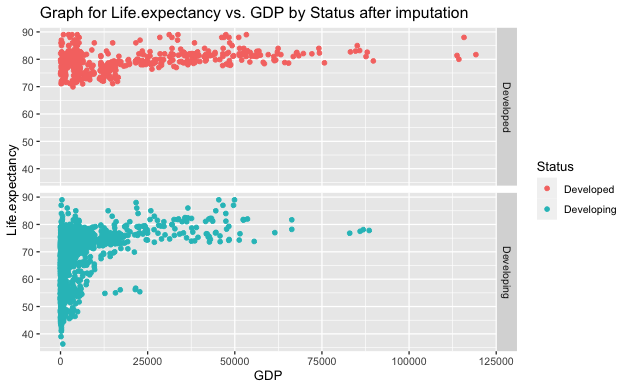 Graph for Life.expectancy vs. GDP by Status after imputation
90
80
70
60
50
40
Developed
90
80
70
60
50
40
Developing
Life.expectancy
0
25000
50000
75000
100000
125000
GDP
Status
Developed
Developing